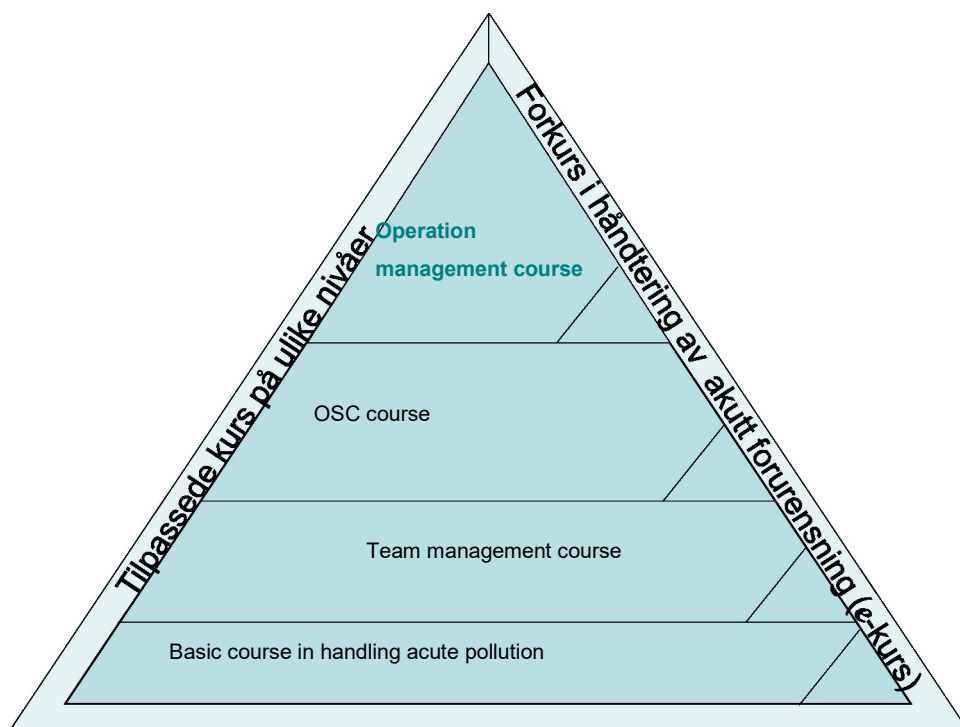 Tilpassede kurs på ulike nivåer
Forkurs i håndtering av akutt forurensning (e-kurs)
Operation
management course
OSC course
Team management course
Basic course in handling acute pollution